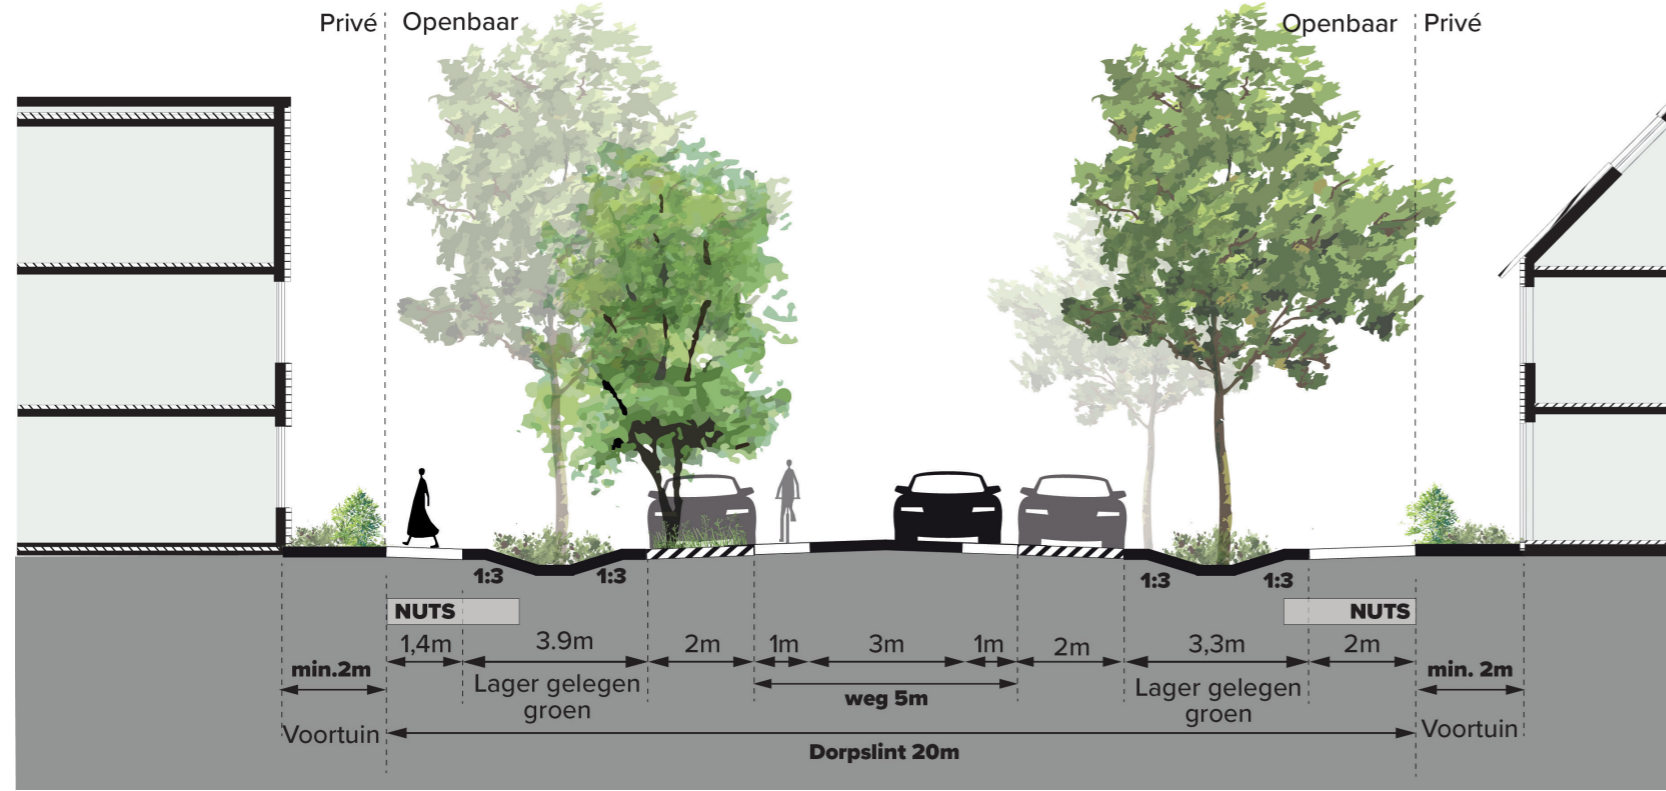 Privé Openbaar Openbaar Privé
1:3 1:3 1:3 1:3
NUTS NUTS
1,4m 3.9m 2m 1m 3m 1m 2m 3,3m 2m
min.2m Lager gelegen groen weg 5m Lager gelegen groen min. 2m
Voortuin Voortuin
Dorpslint 20m